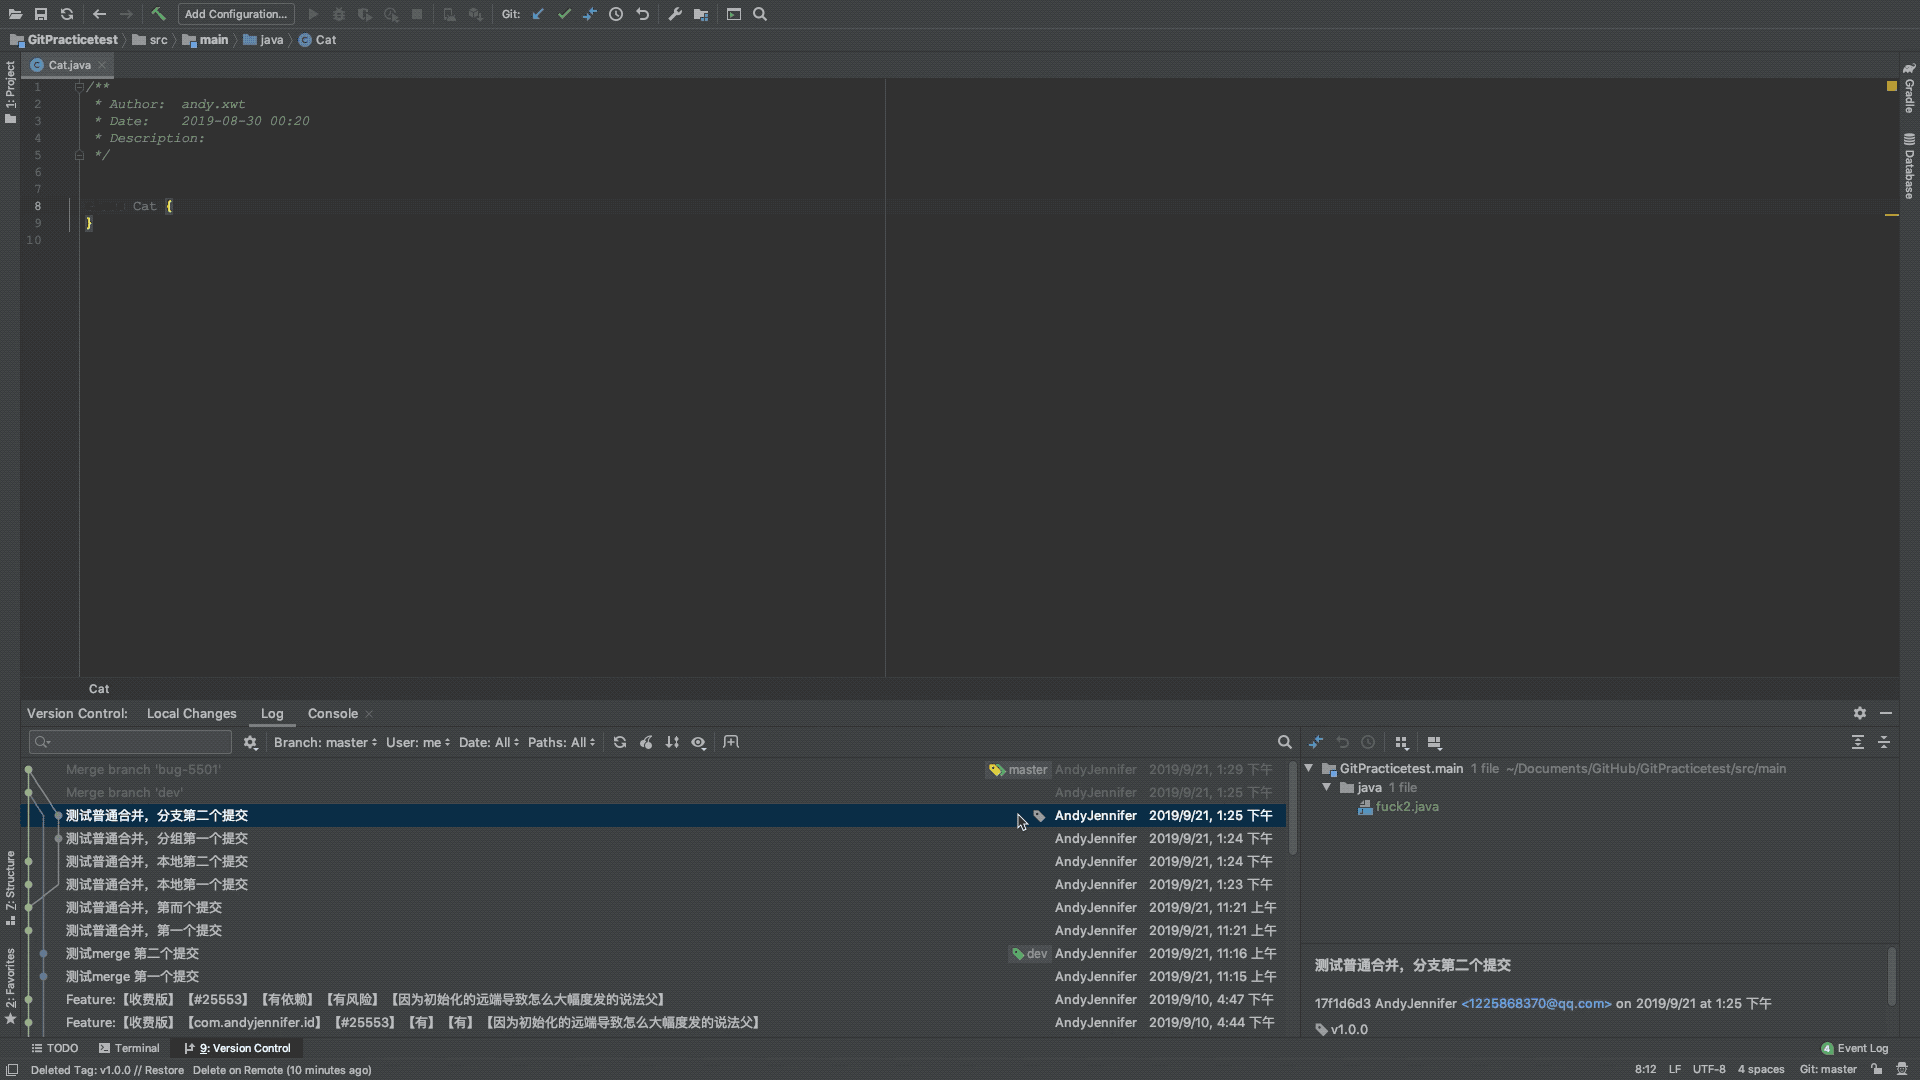 Add Configuration...
Git:
GitPracticetest
src
main
java
Cat
1: Project
Cat.java
Gradle
Database
1 /**
2 * Author:  andy.xwt
3 * Date:    2019-08-30 00:20
4 * Description:
5 */
6
7
8 Cat {
9 }
10
Cat
Version Control:
Local Changes
Log
Console
Branch: master
User: me
Date: All
Paths: All
Merge branch 'bug-5501' master AndyJennifer 2019/9/21, 1:29 下午
Merge branch 'dev' AndyJennifer 2019/9/21, 1:25 下午
测试普通合并，分支第二个提交 AndyJennifer 2019/9/21, 1:25 下午
测试普通合并，分组第一个提交 AndyJennifer 2019/9/21, 1:24 下午
测试普通合并，本地第二个提交 AndyJennifer 2019/9/21, 1:24 下午
测试普通合并，本地第一个提交 AndyJennifer 2019/9/21, 1:23 下午
测试普通合并，第而个提交 AndyJennifer 2019/9/21, 11:21 上午
测试普通合并，第一个提交 AndyJennifer 2019/9/21, 11:21 上午
测试merge 第二个提交 dev AndyJennifer 2019/9/21, 11:16 上午
测试merge 第一个提交 AndyJennifer 2019/9/21, 11:15 上午
Feature:【收费版】【#25553】【有依赖】【有风险】【因为初始化的远端导致怎么大幅度发的说法父】 AndyJennifer 2019/9/10, 4:47 下午
Feature:【收费版】【com.andyjennifer.id】【#25553】【有】【有】【因为初始化的远端导致怎么大幅度发的说法父】 AndyJennifer 2019/9/10, 4:44 下午
GitPracticetest.main 1 file ~/Documents/GitHub/GitPracticetest/src/main
java 1 file
fuck2.java
测试普通合并，分支第二个提交
17f1d6d3 AndyJennifer <1225868370@qq.com> on 2019/9/21 at 1:25 下午
v1.0.0
Z: Structure
2: Favorites
TODO
Terminal
9: Version Control
4 Event Log
Deleted Tag: v1.0.0 // Restore   Delete on Remote (10 minutes ago)
8:12
LF
UTF-8
4 spaces
Git: master